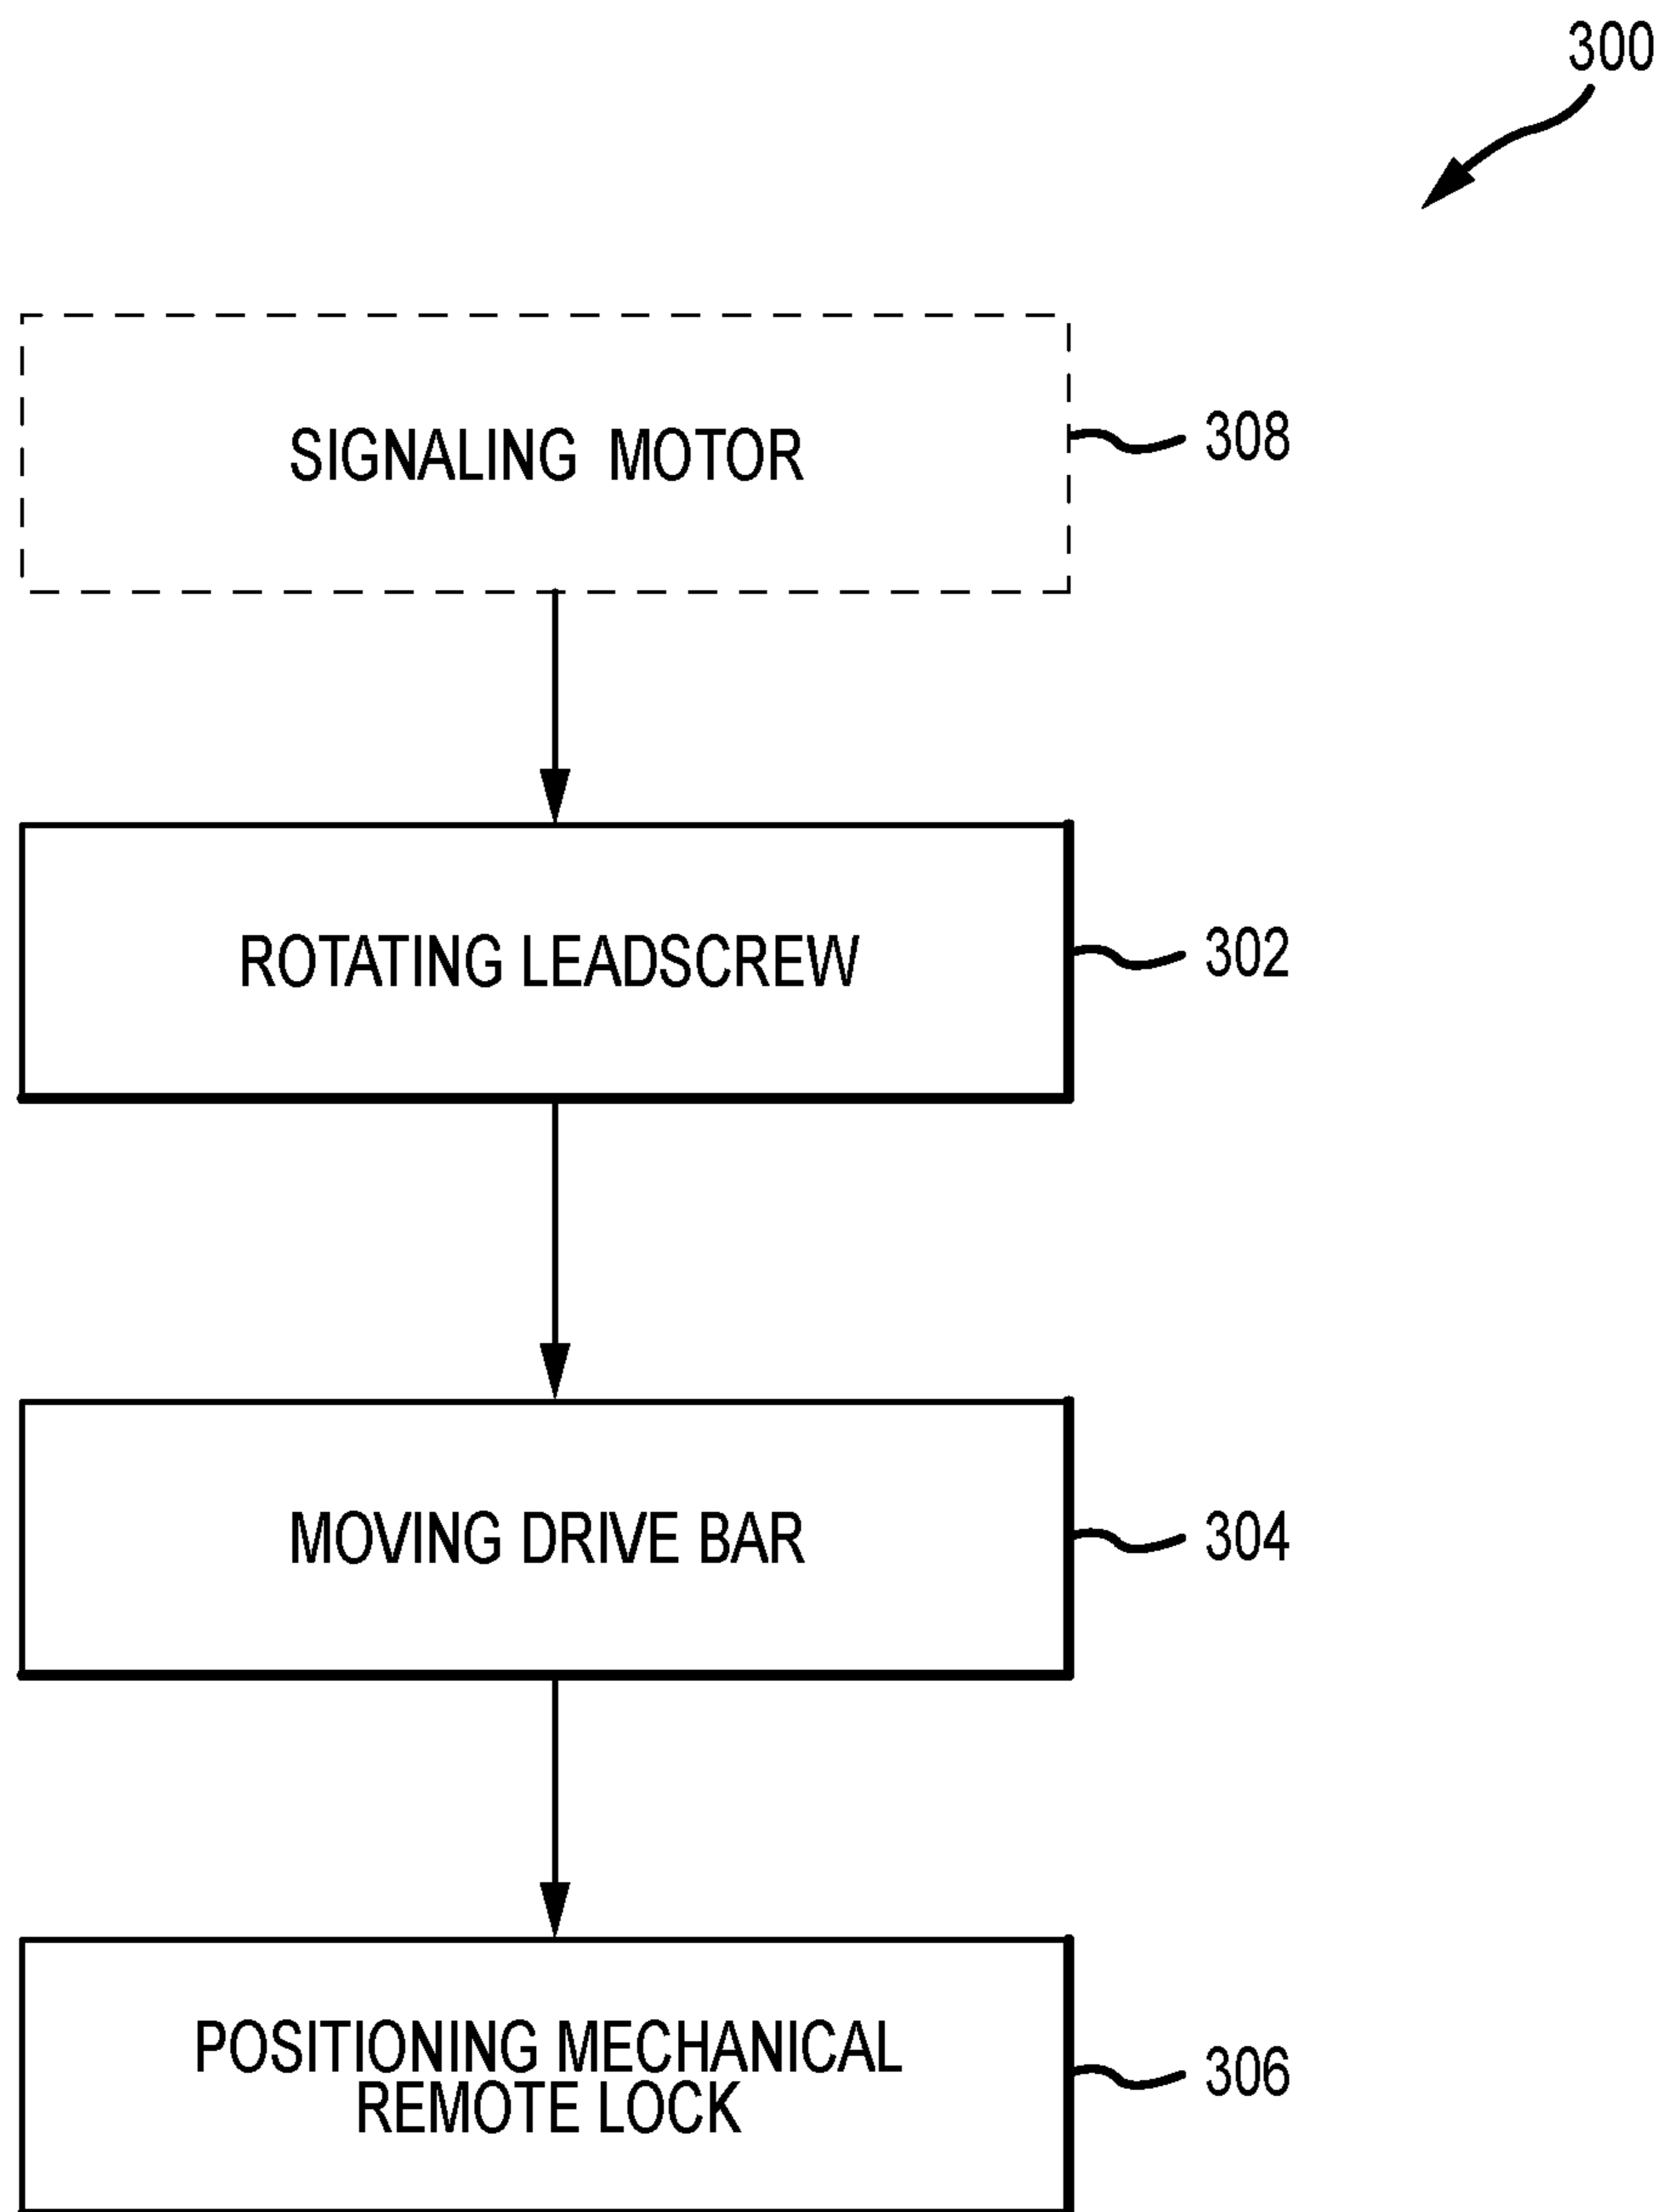 300
SIGNALING MOTOR
308
ROTATING LEADSCREW
302
MOVING DRIVE BAR
304
POSITIONING MECHANICAL
REMOTE LOCK
306